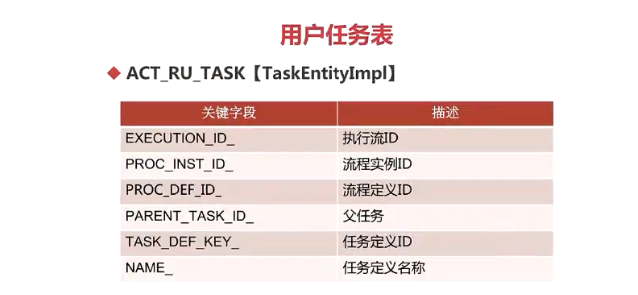 用户任务表
◆ ACT_RU_TASK【TaskEntityImpl】
关键字段 描述
EXECUTION_ID_ 执行流ID
PROC_INST_ID_ 流程实例ID
PROC_DEF_ID_ 流程定义ID
PARENT_TASK_ID_ 父任务
TASK_DEF_KEY_ 任务定义ID
NAME_ 任务定义名称